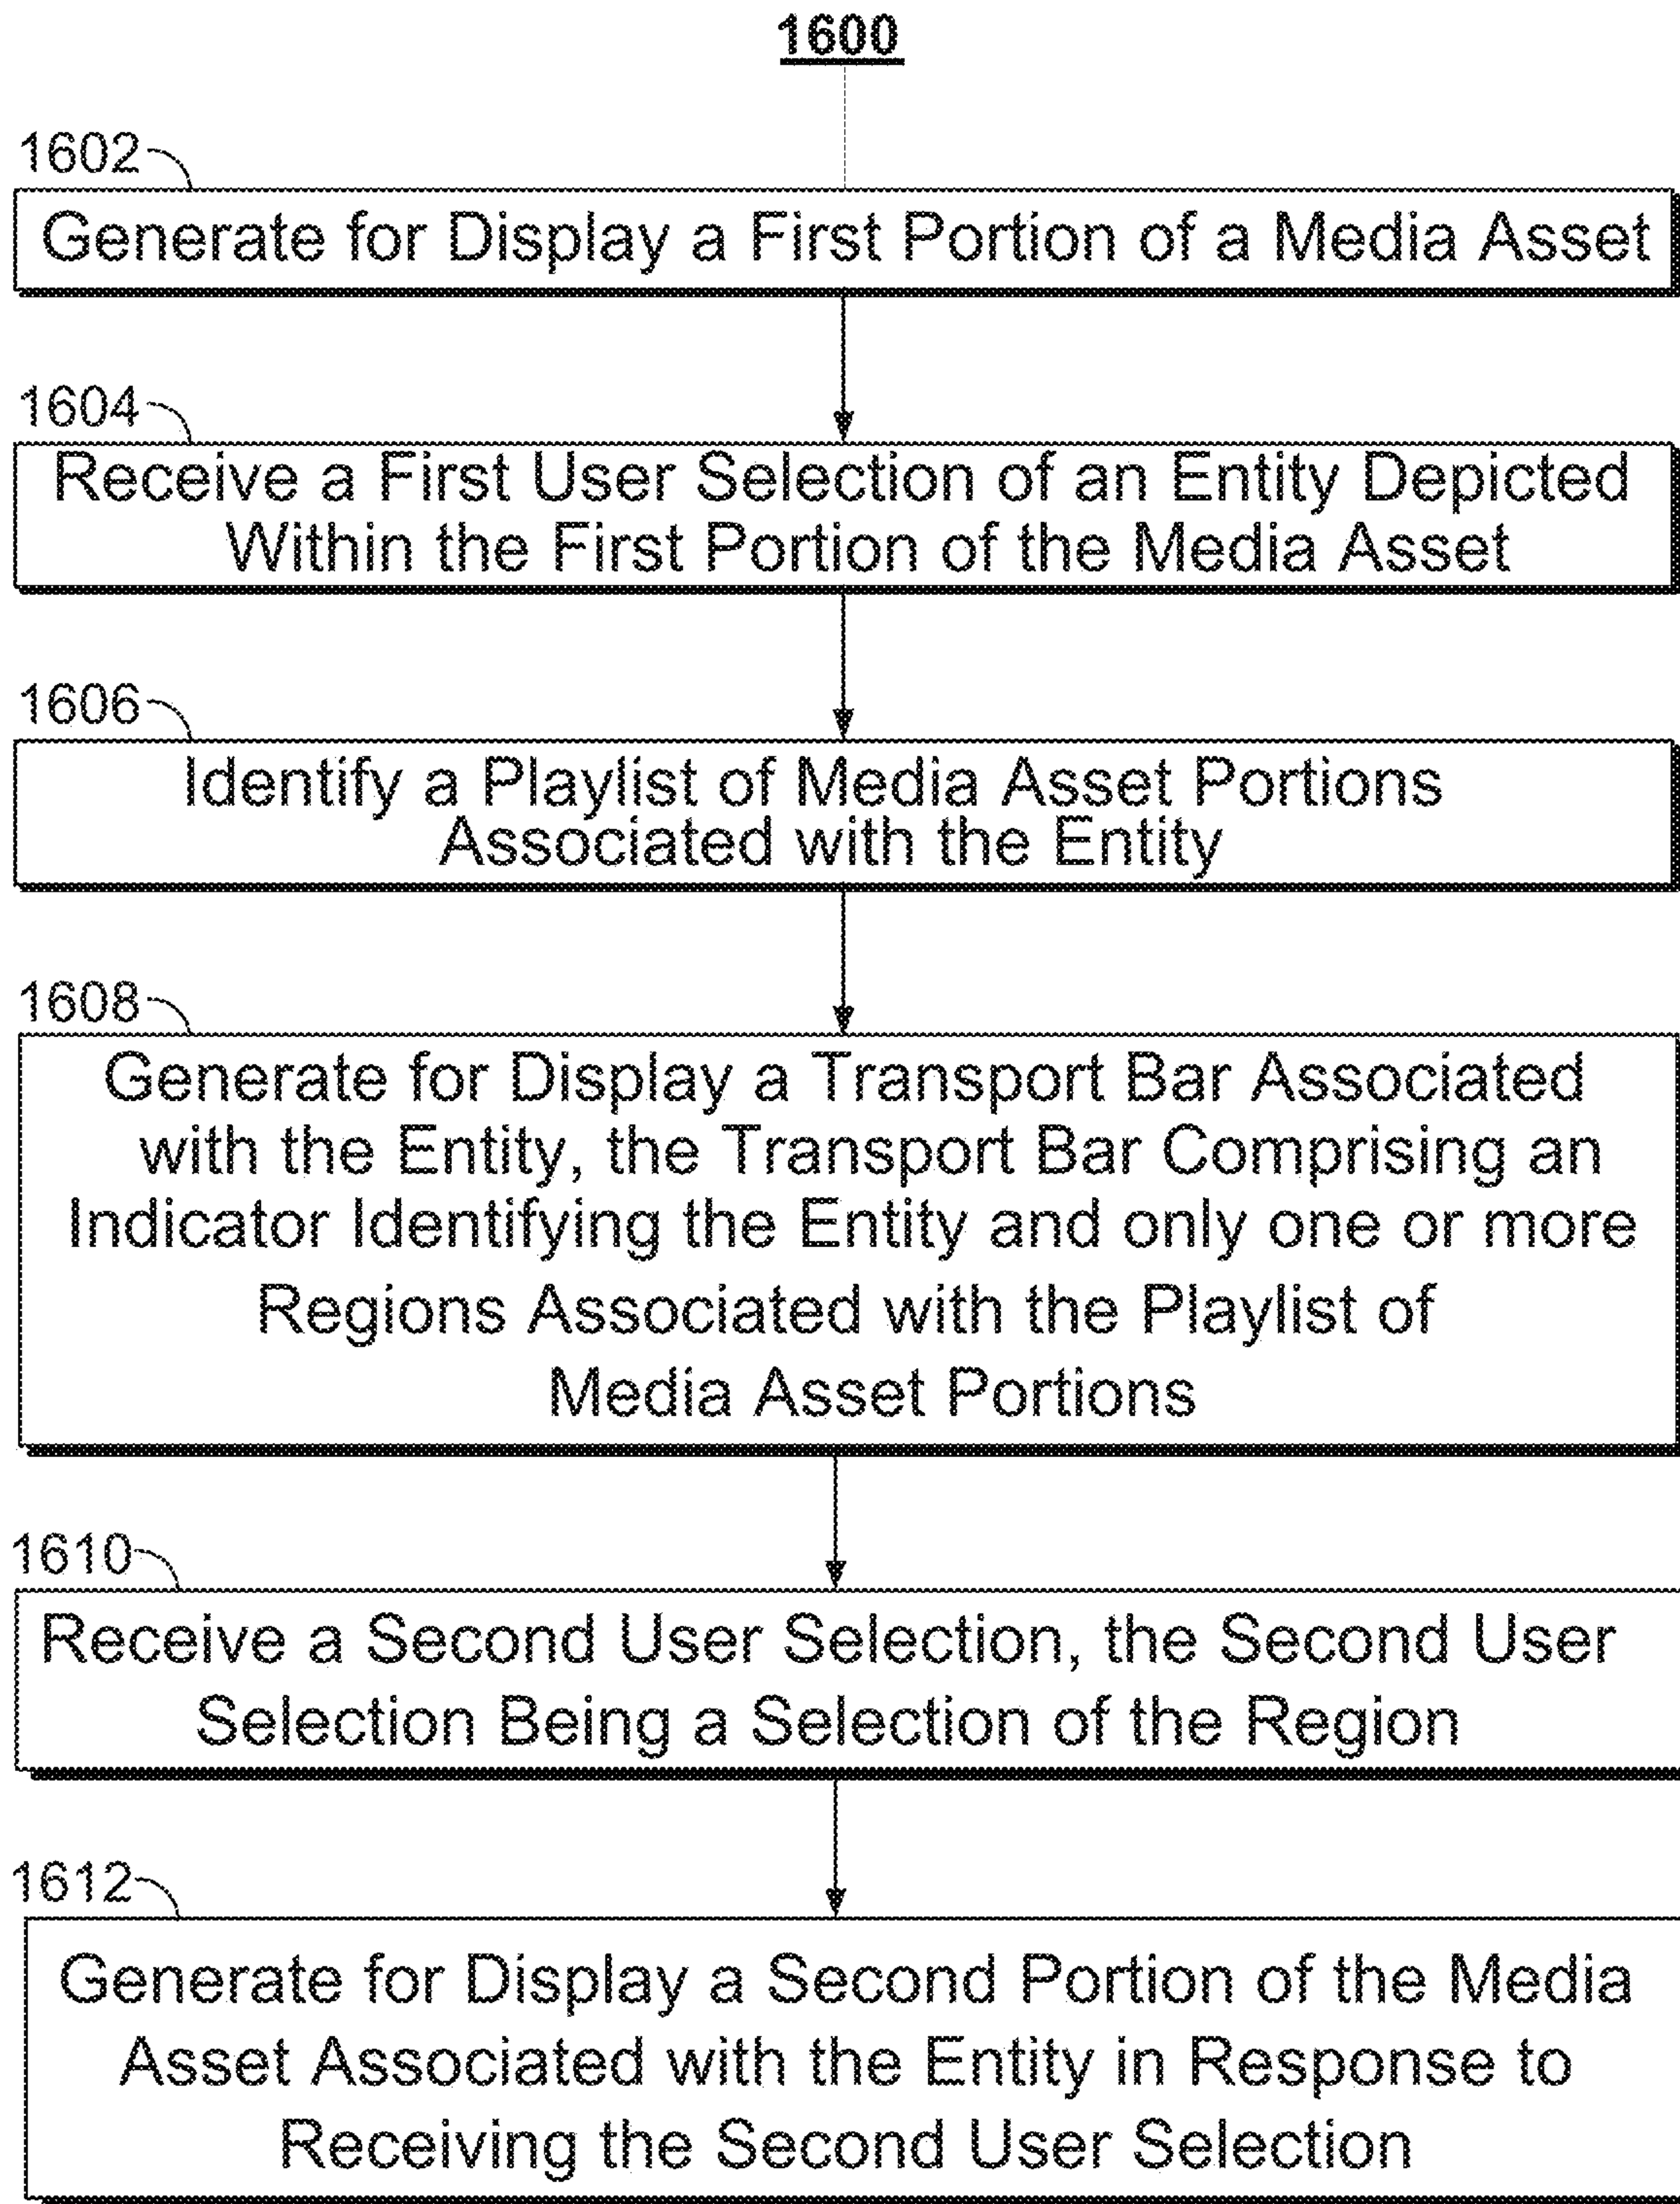 1600
1602
Generate for Display a First Portion of a Media Asset
1604
Receive a First User Selection of an Entity Depicted
Within the First Portion of the Media Asset
1606
Identify a Playlist of Media Asset Portions
Associated with the Entity
1608
Generate for Display a Transport Bar Associated
with the Entity, the Transport Bar Comprising an
Indicator Identifying the Entity and only one or more
Regions Associated with the Playlist of
Media Asset Portions
1610
Receive a Second User Selection, the Second User
Selection Being a Selection of the Region
1612
Generate for Display a Second Portion of the Media
Asset Associated with the Entity in Response to
Receiving the Second User Selection